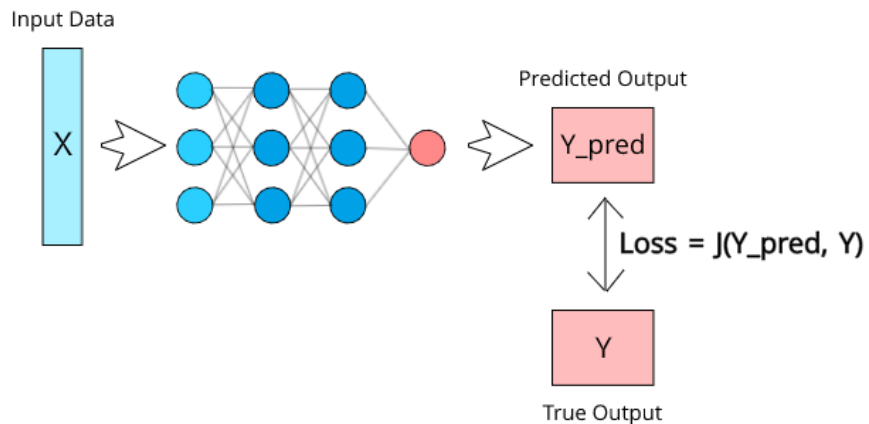 Input Data
X
Predicted Output
Y_pred
Loss = J(Y_pred, Y)
Y
True Output